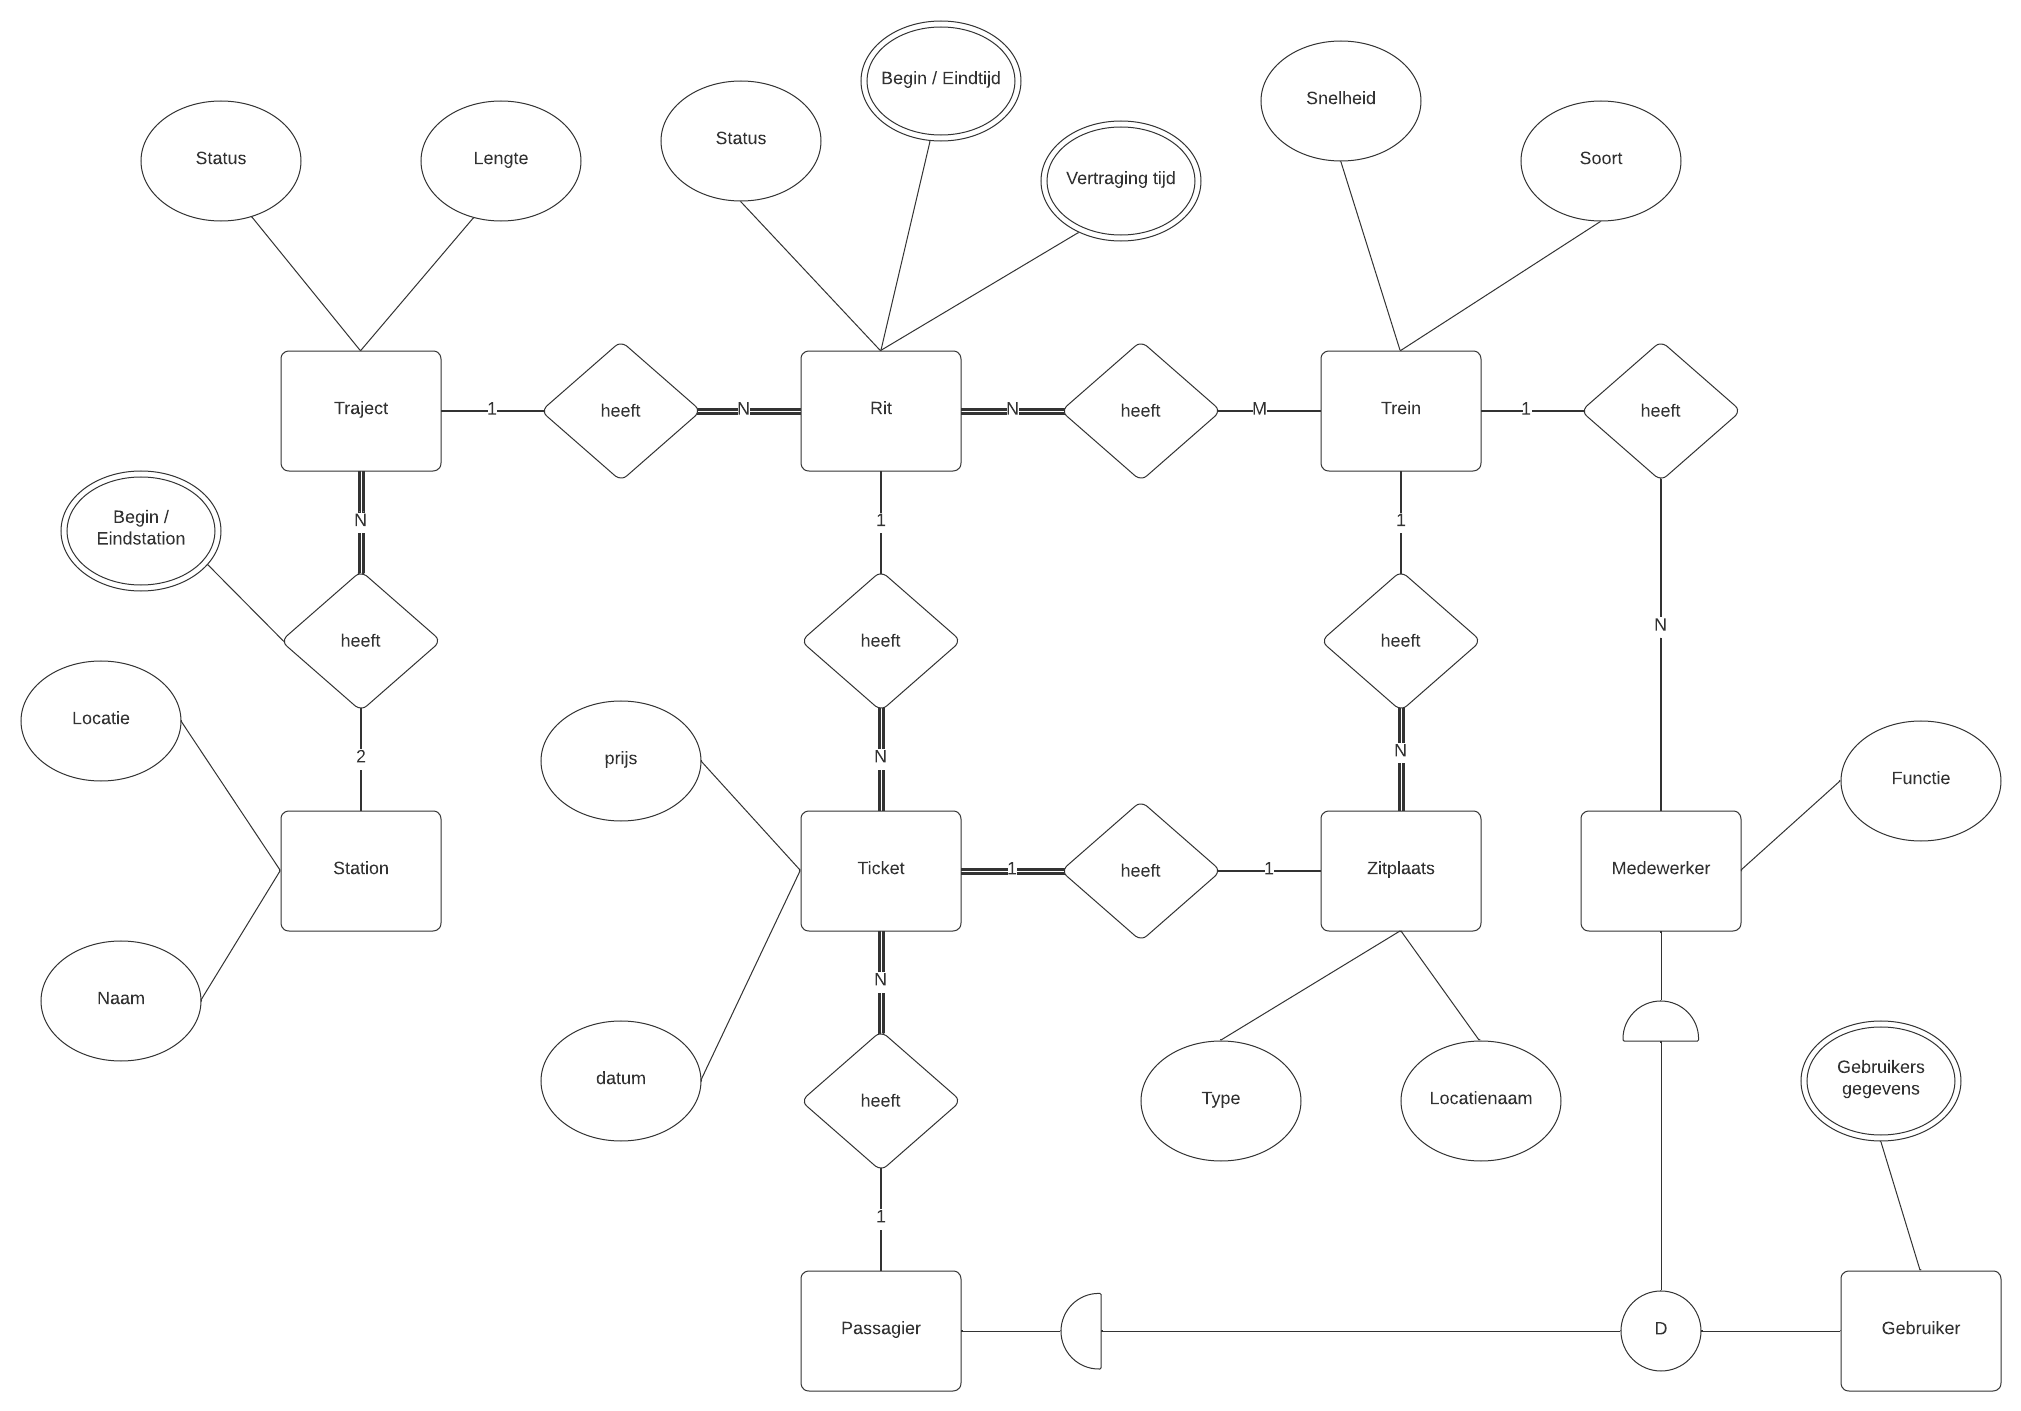 Begin / Eindtijd
Snelheid
Status
Lengte
Status
Vertraging tijd
Soort
Traject
1
heeft
N
Rit
N
heeft
M
Trein
1
heeft
Begin /
Eindstation
N
1
1
heeft
heeft
heeft
N
Locatie
2
prijs
N
N
Functie
Station
Ticket
1
heeft
1
Zitplaats
Medewerker
Naam
N
datum
heeft
Type
Locatienaam
Gebruikers
gegevens
1
Passagier
D
Gebruiker